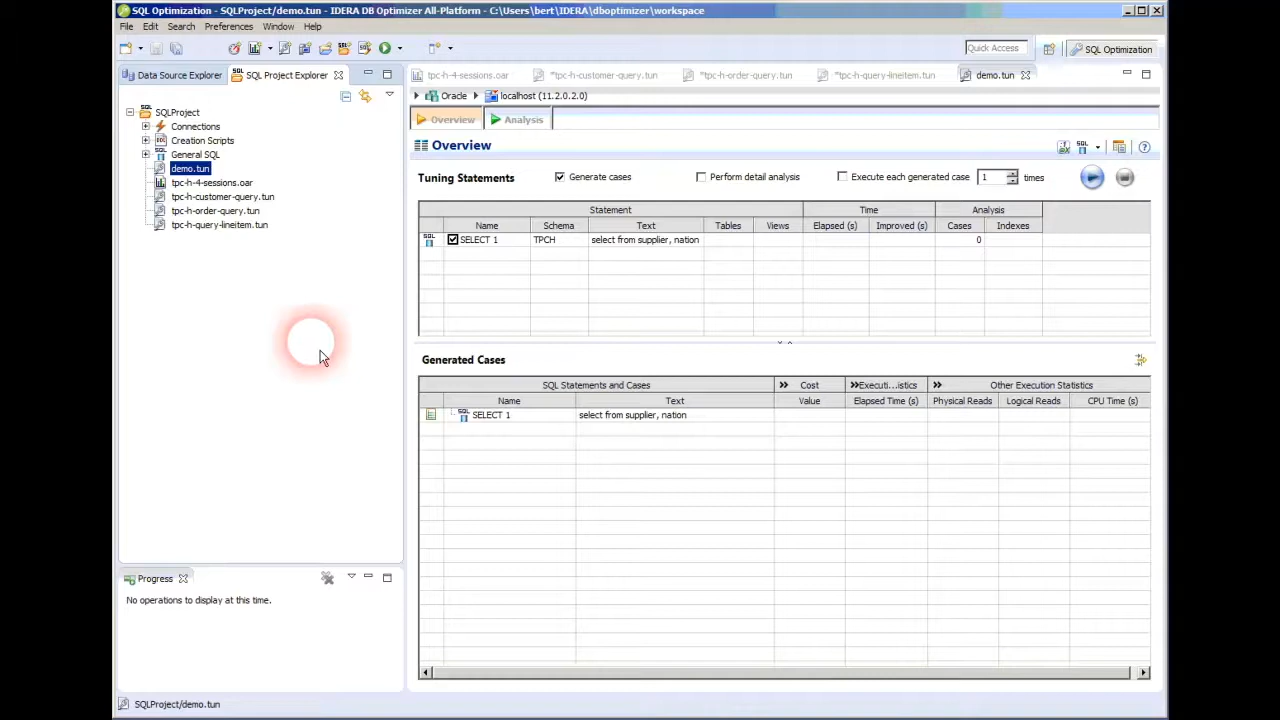 SQL Optimization - SQLProject/demo.tun - IDERA DB Optimizer All-Platform - C:\Users\bert\IDERA\dboptimizer\workspace
File Edit Search Preferences Window Help
Quick Access SQL Optimization
Data Source Explorer SQL Project Explorer
tpc-h-4-sessions.oar *tpc-h-customer-query.tun *tpc-h-order-query.tun *tpc-h-query-lineitem.tun demo.tun
Oracle localhost (11.2.0.2.0)
SQLProject
Connections
Creation Scripts
General SQL
demo.tun
tpc-h-4-sessions.oar
tpc-h-customer-query.tun
tpc-h-order-query.tun
tpc-h-query-lineitem.tun
Overview Analysis
Overview
Tuning Statements Generate cases Perform detail analysis Execute each generated case 1 times
Statement Time Analysis
Name Schema Text Tables Views Elapsed (s) Improved (s) Cases Indexes
SELECT 1 TPCH select from supplier, nation 0
Generated Cases
SQL Statements and Cases Cost Executi...istics Other Execution Statistics
Name Text Value Elapsed Time (s) Physical Reads Logical Reads CPU Time (s)
SELECT 1 select from supplier, nation
Progress
No operations to display at this time.
SQLProject/demo.tun